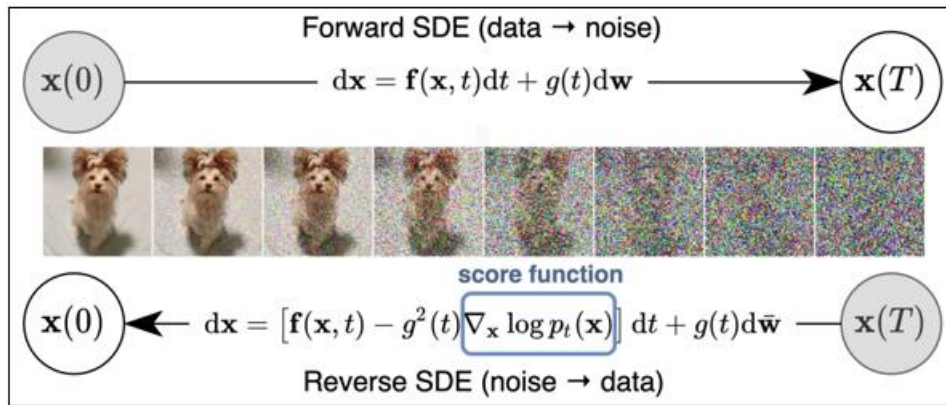 Forward SDE (data → noise)
x(0) dx = f(x, t)dt + g(t)dw x(T)
score function
x(0) dx = [f(x, t) − g²(t)∇ₓ log pₜ(x)] dt + g(t)dw̄ x(T)
Reverse SDE (noise → data)